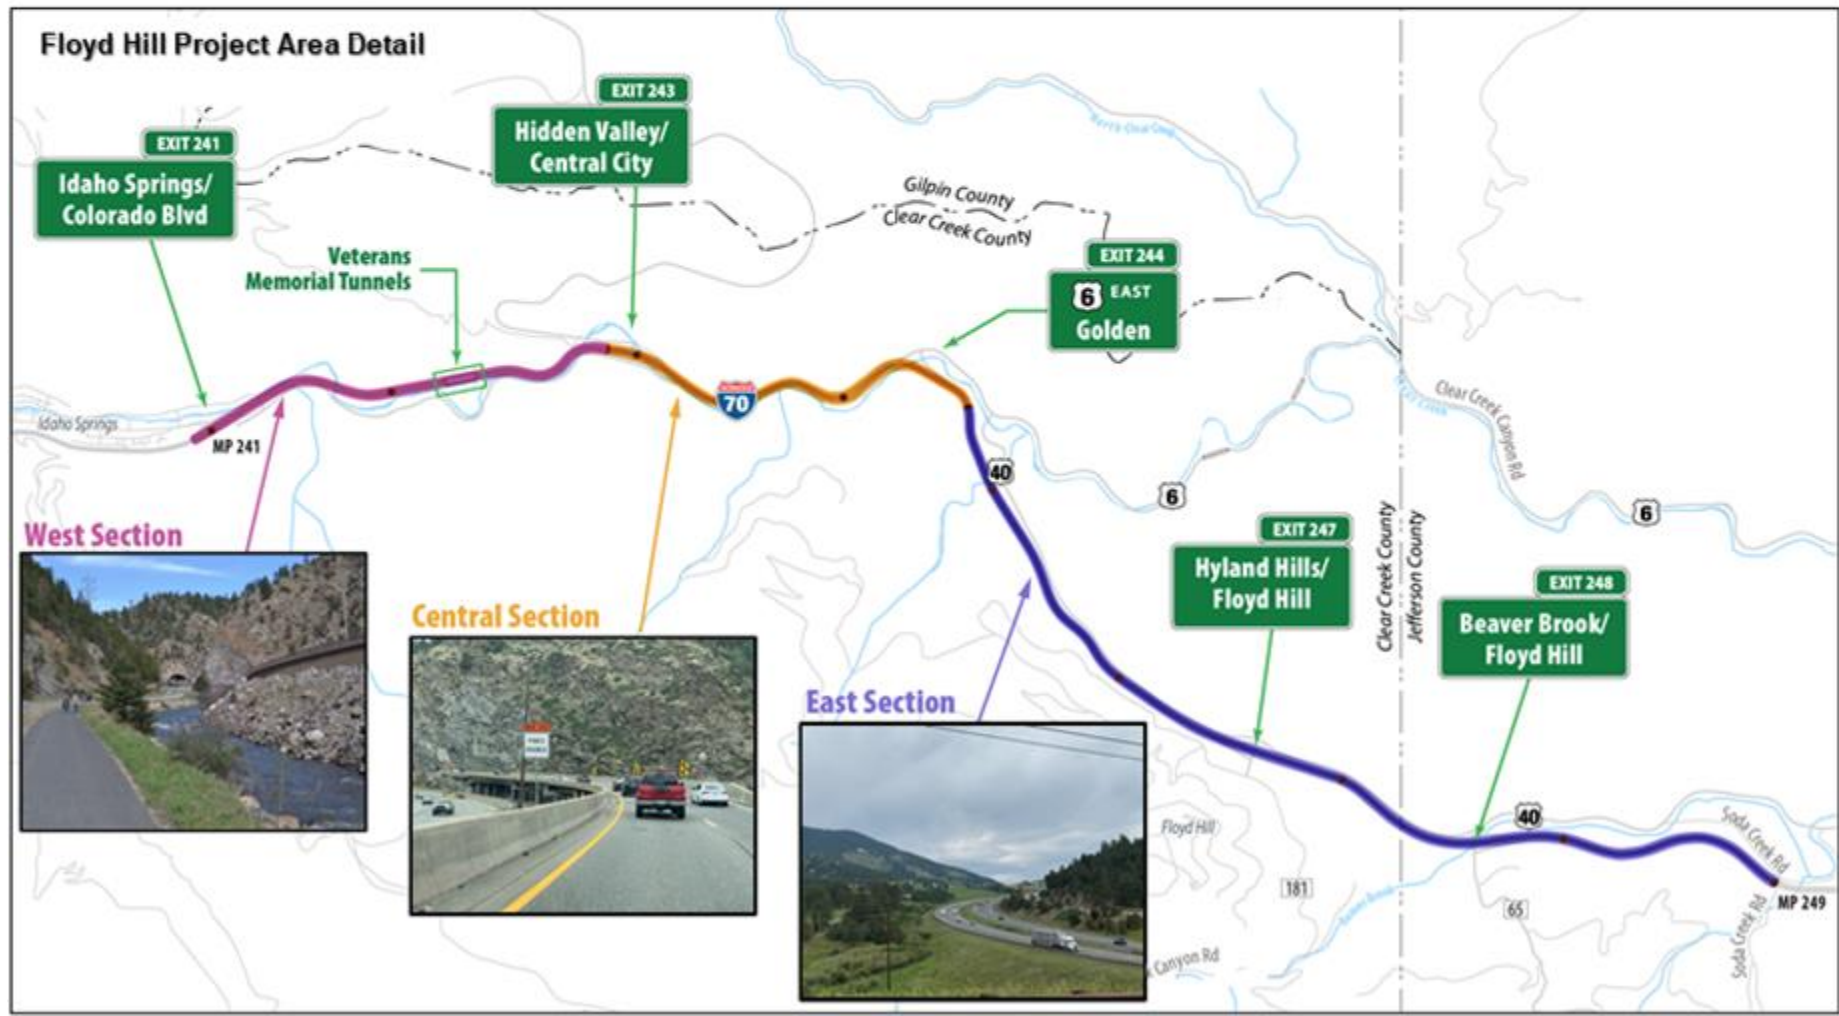 Floyd Hill Project Area Detail
EXIT 241
Idaho Springs/
Colorado Blvd
EXIT 243
Hidden Valley/
Central City
Veterans
Memorial Tunnels
Gilpin County
Clear Creek County
EXIT 244
6 EAST
Golden
Idaho Springs
MP 241
70
40
6
6
Clear Creek Canyon Rd
West Section
Central Section
East Section
EXIT 247
Hyland Hills/
Floyd Hill
Clear Creek County
Jefferson County
EXIT 248
Beaver Brook/
Floyd Hill
40
Floyd Hill
181
65
Soda Creek Rd
Soda Creek Rd
MP 249
Canyon Rd